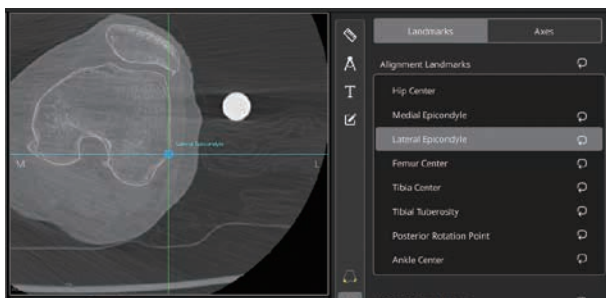 Landmarks
Axes
Alignment Landmarks
Hip Center
Medial Epicondyle
Lateral Epicondyle
Femur Center
Tibia Center
Tibial Tuberosity
Posterior Rotation Point
Ankle Center
Lateral Epicondyle
M
L
T